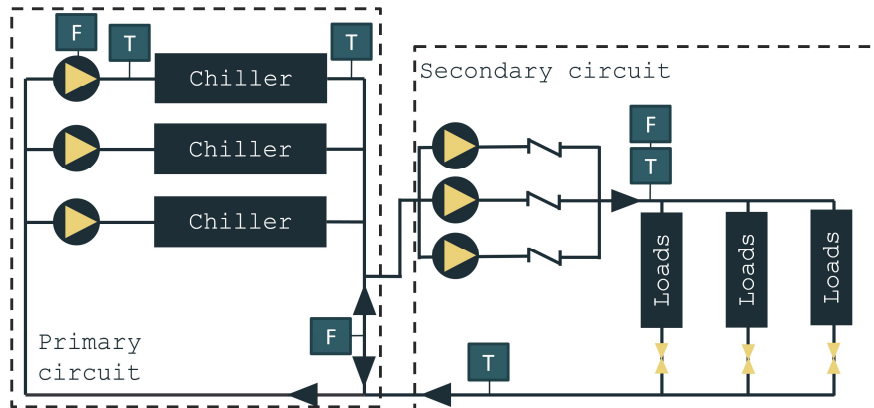 F
T
T
Chiller
Secondary circuit
Chiller
F
T
Chiller
Loads
Loads
Loads
F
Primary
circuit
T